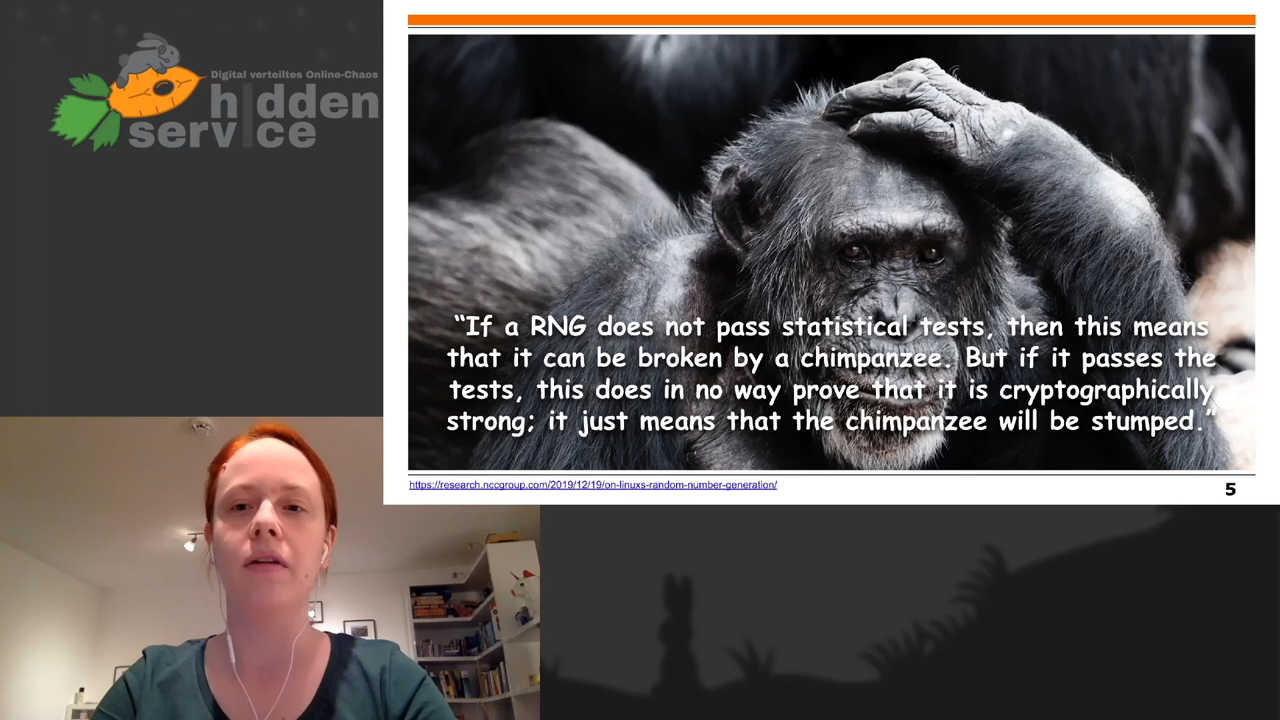 Digital verteiltes Online-Chaos
hidden
service
“If a RNG does not pass statistical tests, then this means
that it can be broken by a chimpanzee. But if it passes the
tests, this does in no way prove that it is cryptographically
strong; it just means that the chimpanzee will be stumped.”
https://research.nccgroup.com/2019/12/19/on-linuxs-random-number-generation/
5